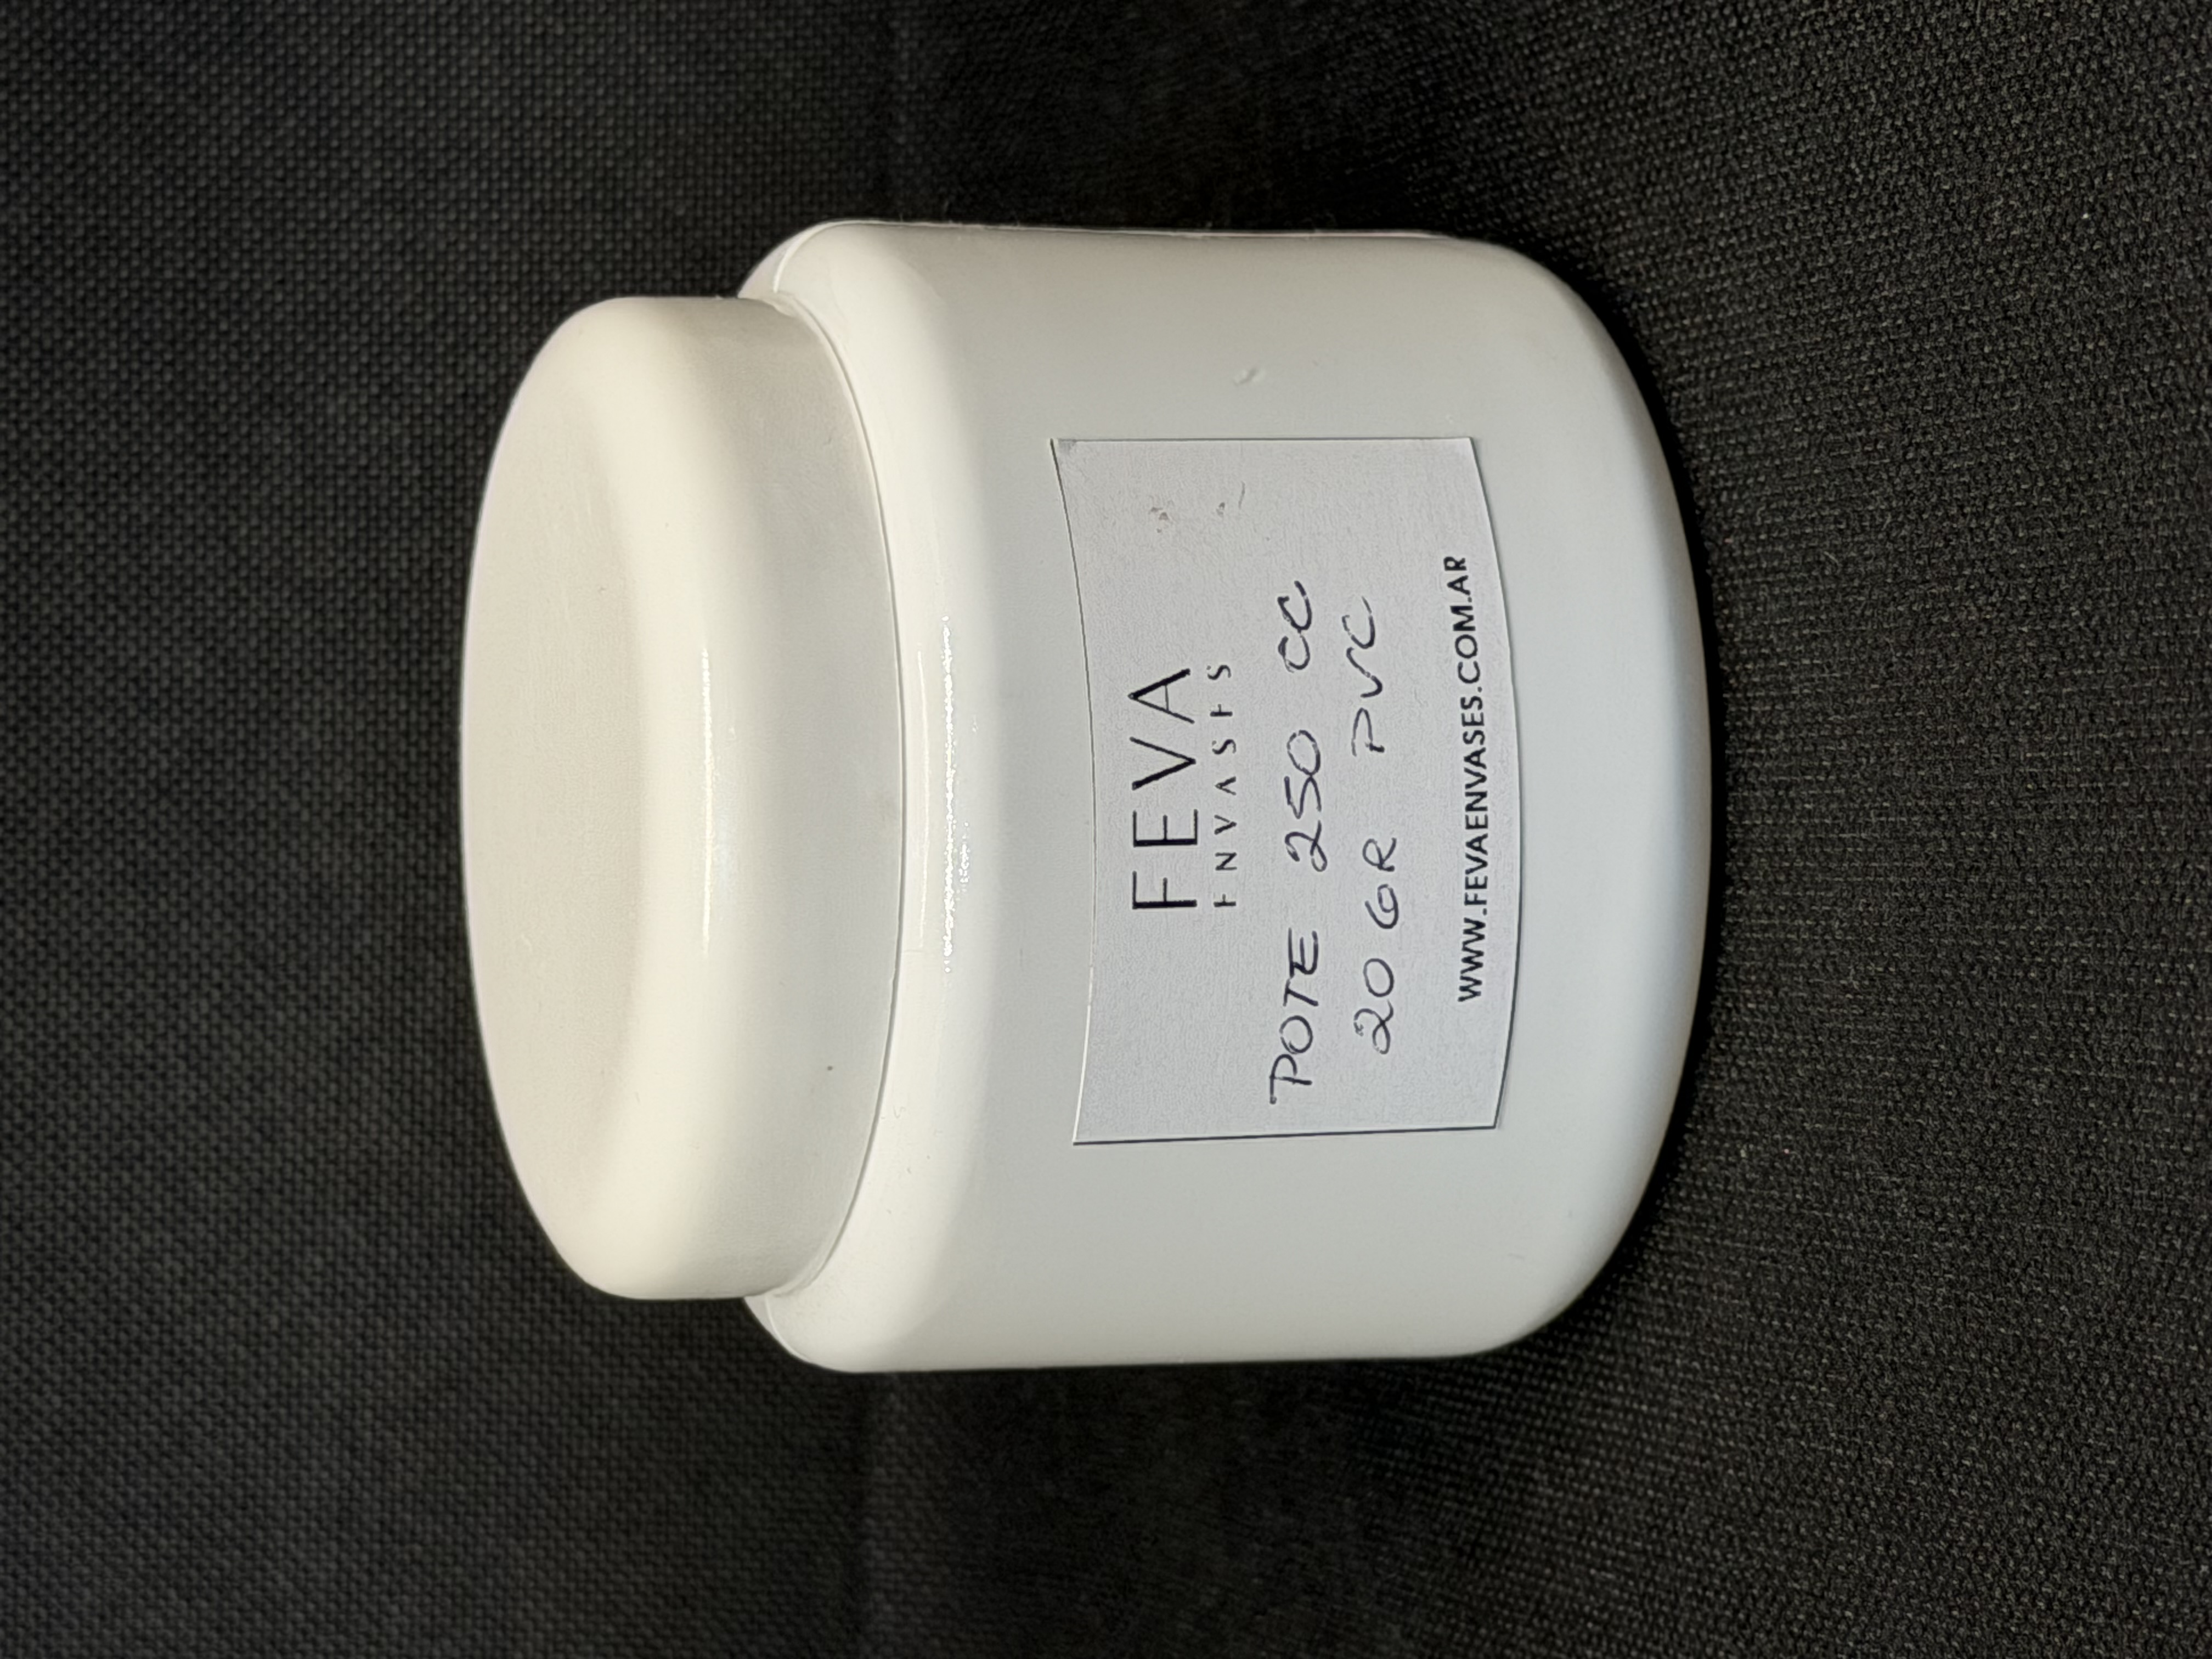 FEVA
ENVASES
POTE 250 CC
20 GR PVC
WWW.FEVAENVASES.COM.AR